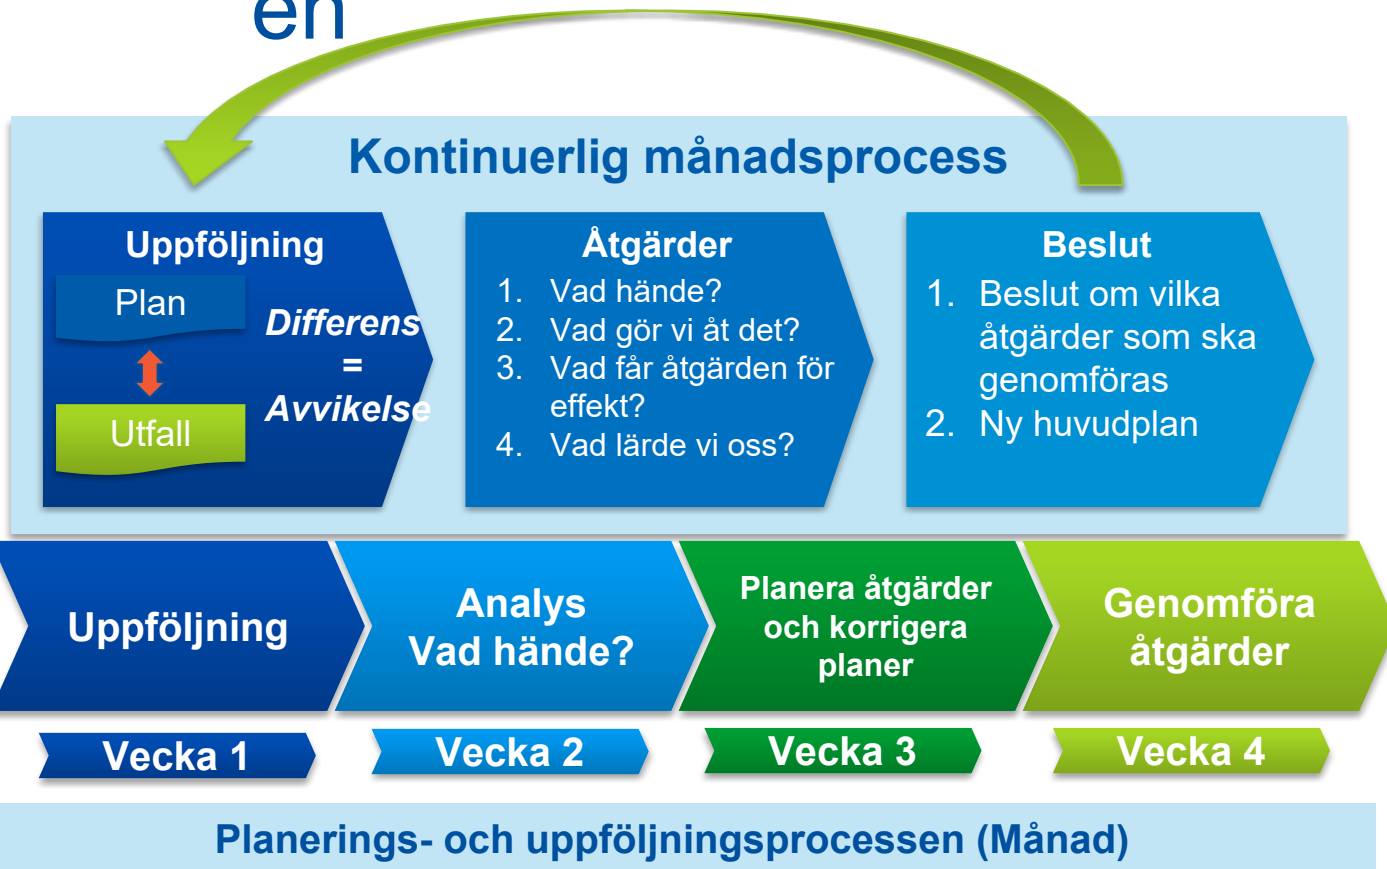 en
Kontinuerlig månadsprocess
Uppföljning
Plan
Utfall
Differens
=
Avvikelse
Åtgärder
1. Vad hände?
2. Vad gör vi åt det?
3. Vad får åtgärden för
effekt?
4. Vad lärde vi oss?
Beslut
1. Beslut om vilka
åtgärder som ska
genomföras
2. Ny huvudplan
Uppföljning
Analys
Vad hände?
Planera åtgärder
och korrigera
planer
Genomföra
åtgärder
Vecka 1
Vecka 2
Vecka 3
Vecka 4
Planerings- och uppföljningsprocessen (Månad)